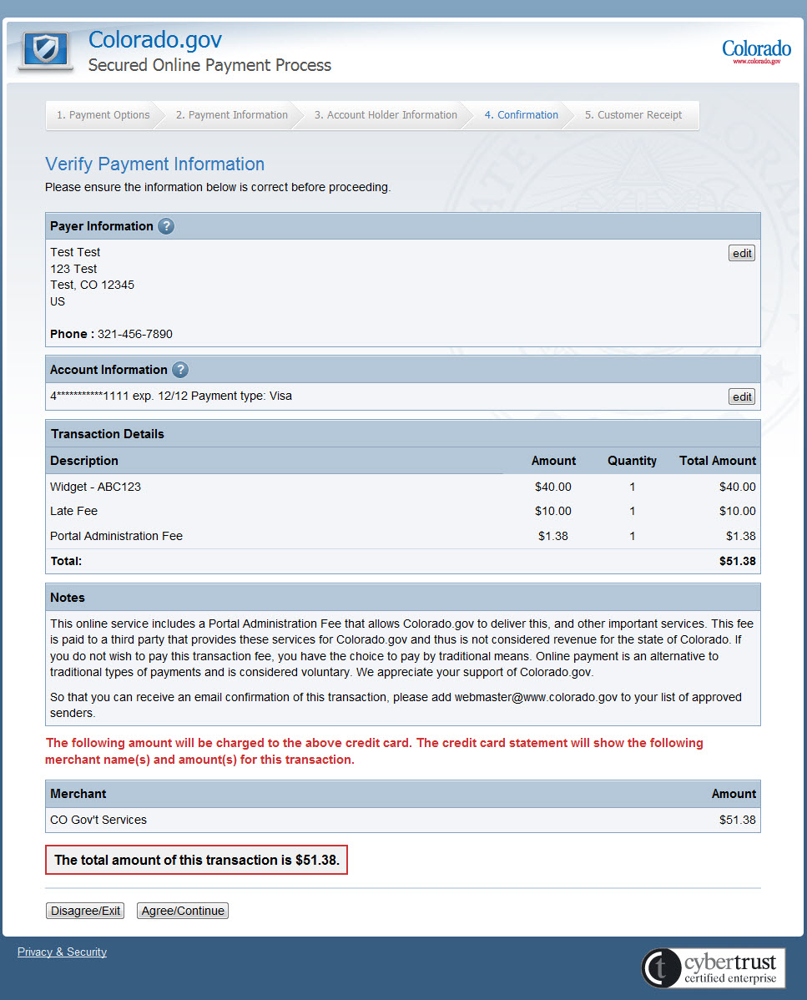 Colorado.gov
Secured Online Payment Process
Colorado
www.colorado.gov
1. Payment Options 2. Payment Information 3. Account Holder Information 4. Confirmation 5. Customer Receipt
Verify Payment Information
Please ensure the information below is correct before proceeding.
Payer Information ?
Test Test edit
123 Test
Test, CO 12345
US
Phone : 321-456-7890
Account Information ?
4***********1111 exp. 12/12 Payment type: Visa edit
Transaction Details
Description Amount Quantity Total Amount
Widget - ABC123 $40.00 1 $40.00
Late Fee $10.00 1 $10.00
Portal Administration Fee $1.38 1 $1.38
Total: $51.38
Notes
This online service includes a Portal Administration Fee that allows Colorado.gov to deliver this, and other important services. This fee
is paid to a third party that provides these services for Colorado.gov and thus is not considered revenue for the state of Colorado. If
you do not wish to pay this transaction fee, you have the choice to pay by traditional means. Online payment is an alternative to
traditional types of payments and is considered voluntary. We appreciate your support of Colorado.gov.
So that you can receive an email confirmation of this transaction, please add webmaster@www.colorado.gov to your list of approved
senders.
The following amount will be charged to the above credit card. The credit card statement will show the following
merchant name(s) and amount(s) for this transaction.
Merchant Amount
CO Gov't Services $51.38
The total amount of this transaction is $51.38.
Disagree/Exit Agree/Continue
Privacy & Security
t cybertrust
certified enterprise